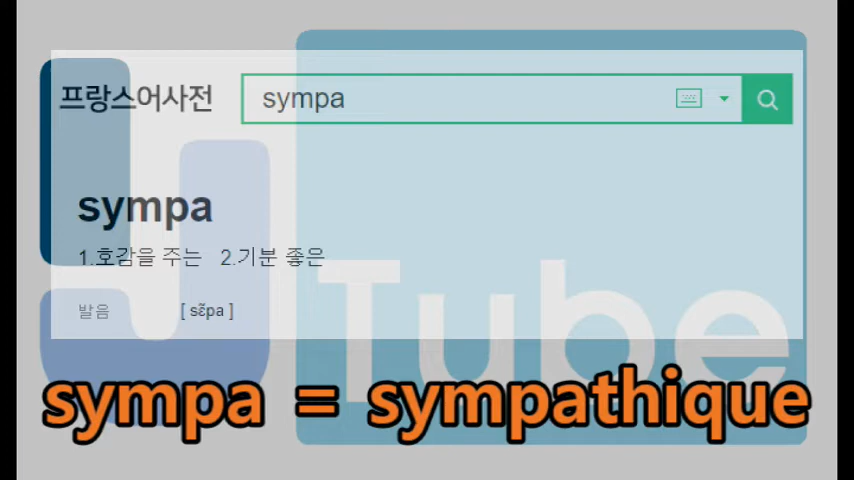 프랑스어사전 sympa
sympa
1.호감을 주는 2.기분 좋은
발음 [ sɛ̃pa ]
Tube
sympa = sympathique